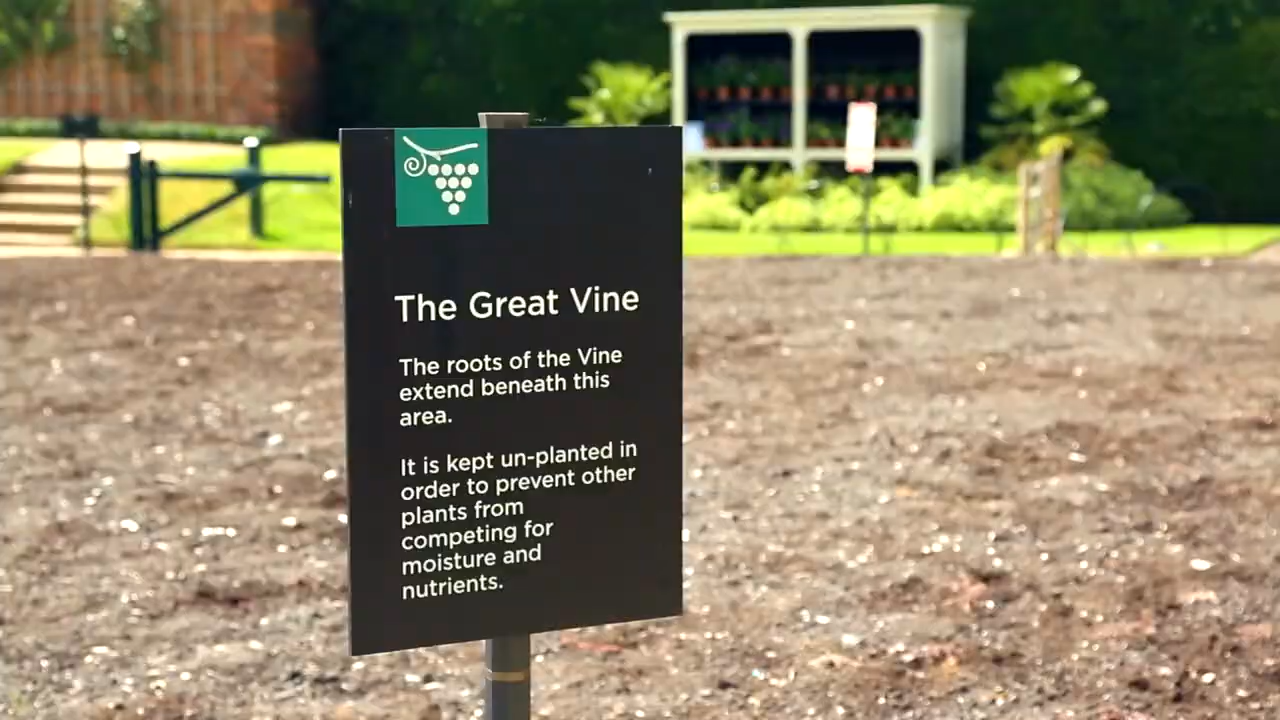 The Great Vine
The roots of the Vine
extend beneath this
area.
It is kept un-planted in
order to prevent other
plants from
competing for
moisture and
nutrients.